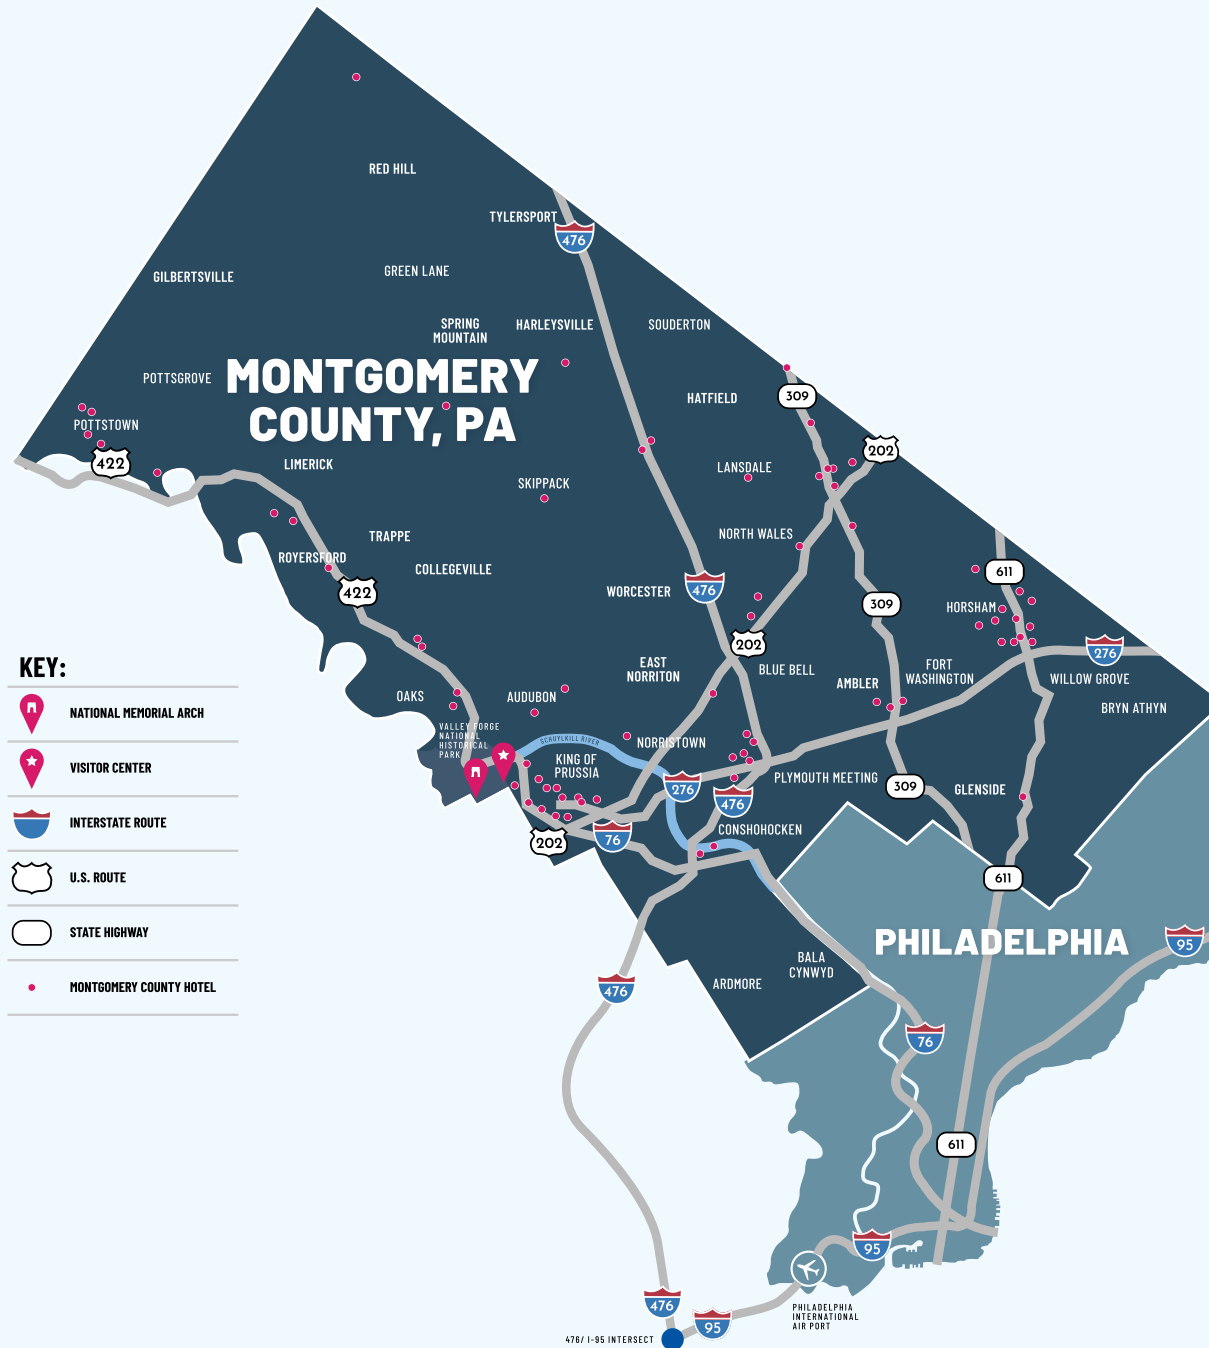 RED HILL
TYLERSPORT
476
GILBERTSVILLE
GREEN LANE
SPRING
MOUNTAIN
HARLEYSVILLE
SOUDERTON
POTTSGROVE
MONTGOMERY
COUNTY, PA
HATFIELD
309
POTTSTOWN
422
LIMERICK
202
LANSDALE
SKIPPACK
TRAPPE
NORTH WALES
ROYERSFORD
COLLEGEVILLE
422
WORCESTER
476
611
309
HORSHAM
202
276
EAST
NORRITON
BLUE BELL
AMBLER
FORT
WASHINGTON
WILLOW GROVE
BRYN ATHYN
OAKS
AUDUBON
VALLEY FORGE
NATIONAL
HISTORICAL
PARK
SCHUYLKILL RIVER
NORRISTOWN
KING OF
PRUSSIA
276
476
PLYMOUTH MEETING
309
GLENSIDE
202
76
CONSHOHOCKEN
611
PHILADELPHIA
95
BALA
CYNWYD
ARDMORE
476
76
611
95
476
95
PHILADELPHIA
INTERNATIONAL
AIR PORT
476/ I-95 INTERSECT
KEY:
NATIONAL MEMORIAL ARCH
VISITOR CENTER
INTERSTATE ROUTE
U.S. ROUTE
STATE HIGHWAY
MONTGOMERY COUNTY HOTEL